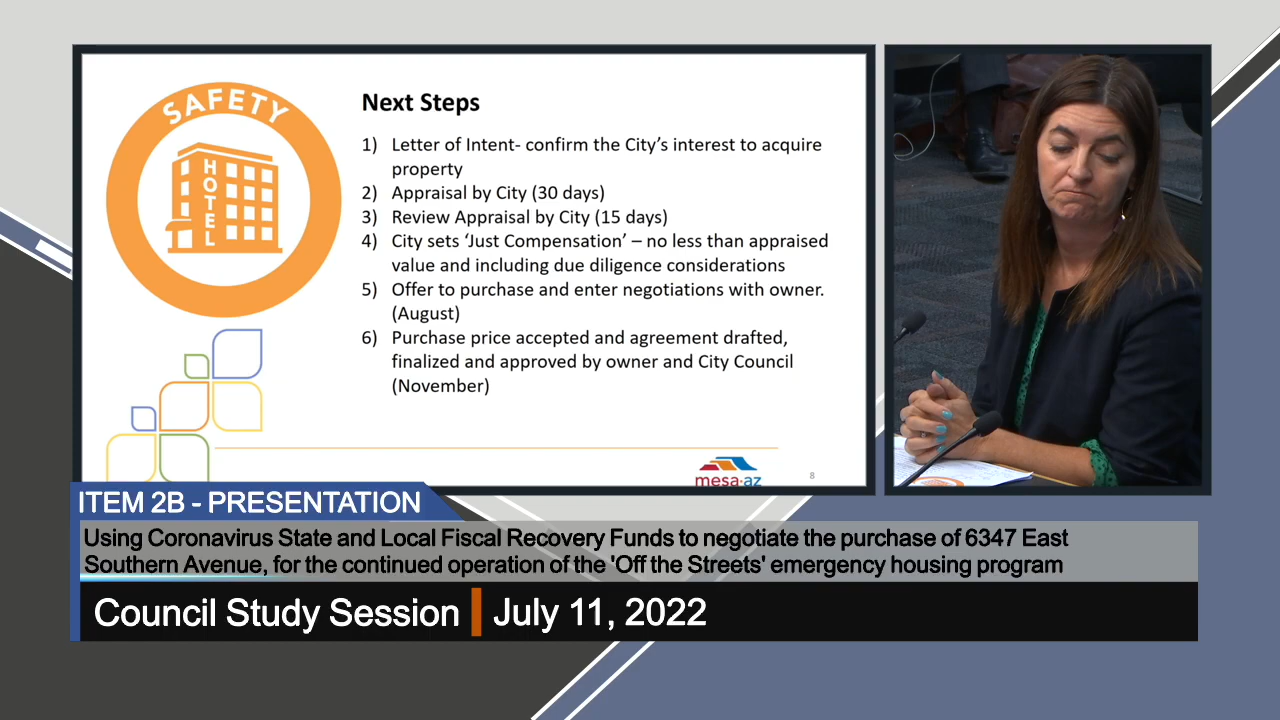 SAFETY
HOTEL
Next Steps
1) Letter of Intent- confirm the City's interest to acquire
property
2) Appraisal by City (30 days)
3) Review Appraisal by City (15 days)
4) City sets 'Just Compensation' – no less than appraised
value and including due diligence considerations
5) Offer to purchase and enter negotiations with owner.
(August)
6) Purchase price accepted and agreement drafted,
finalized and approved by owner and City Council
(November)
mesa·az
8
ITEM 2B - PRESENTATION
Using Coronavirus State and Local Fiscal Recovery Funds to negotiate the purchase of 6347 East
Southern Avenue, for the continued operation of the 'Off the Streets' emergency housing program
Council Study Session July 11, 2022